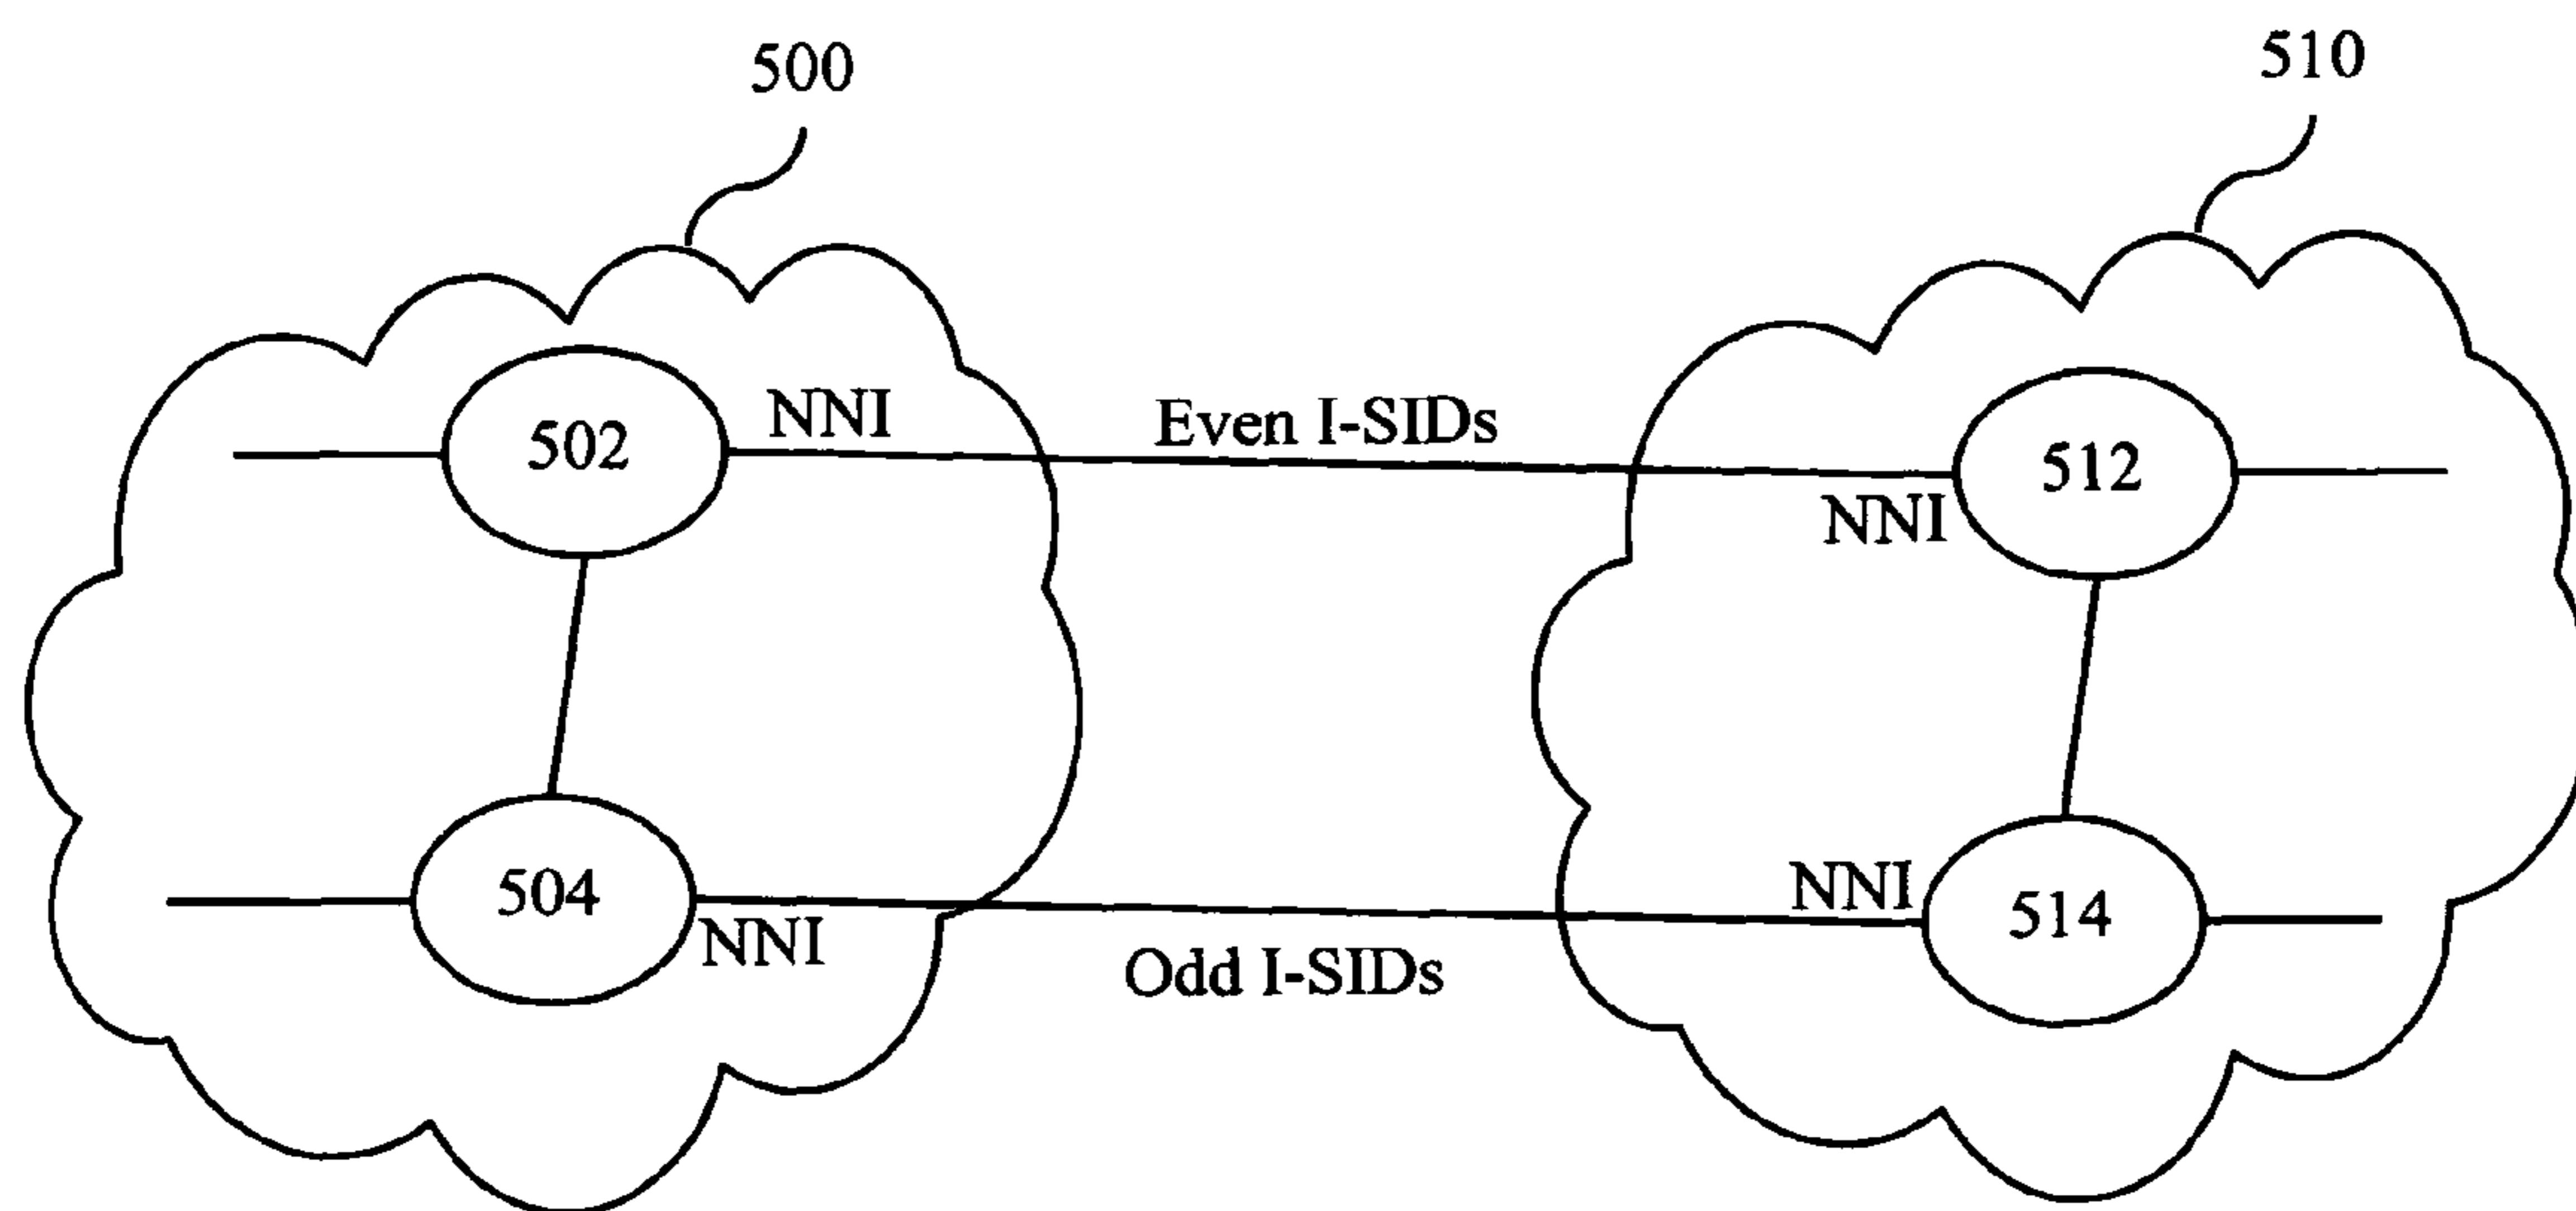 500
510
NNI
Even I-SIDs
502
512
NNI
504
NNI
NNI
514
Odd I-SIDs